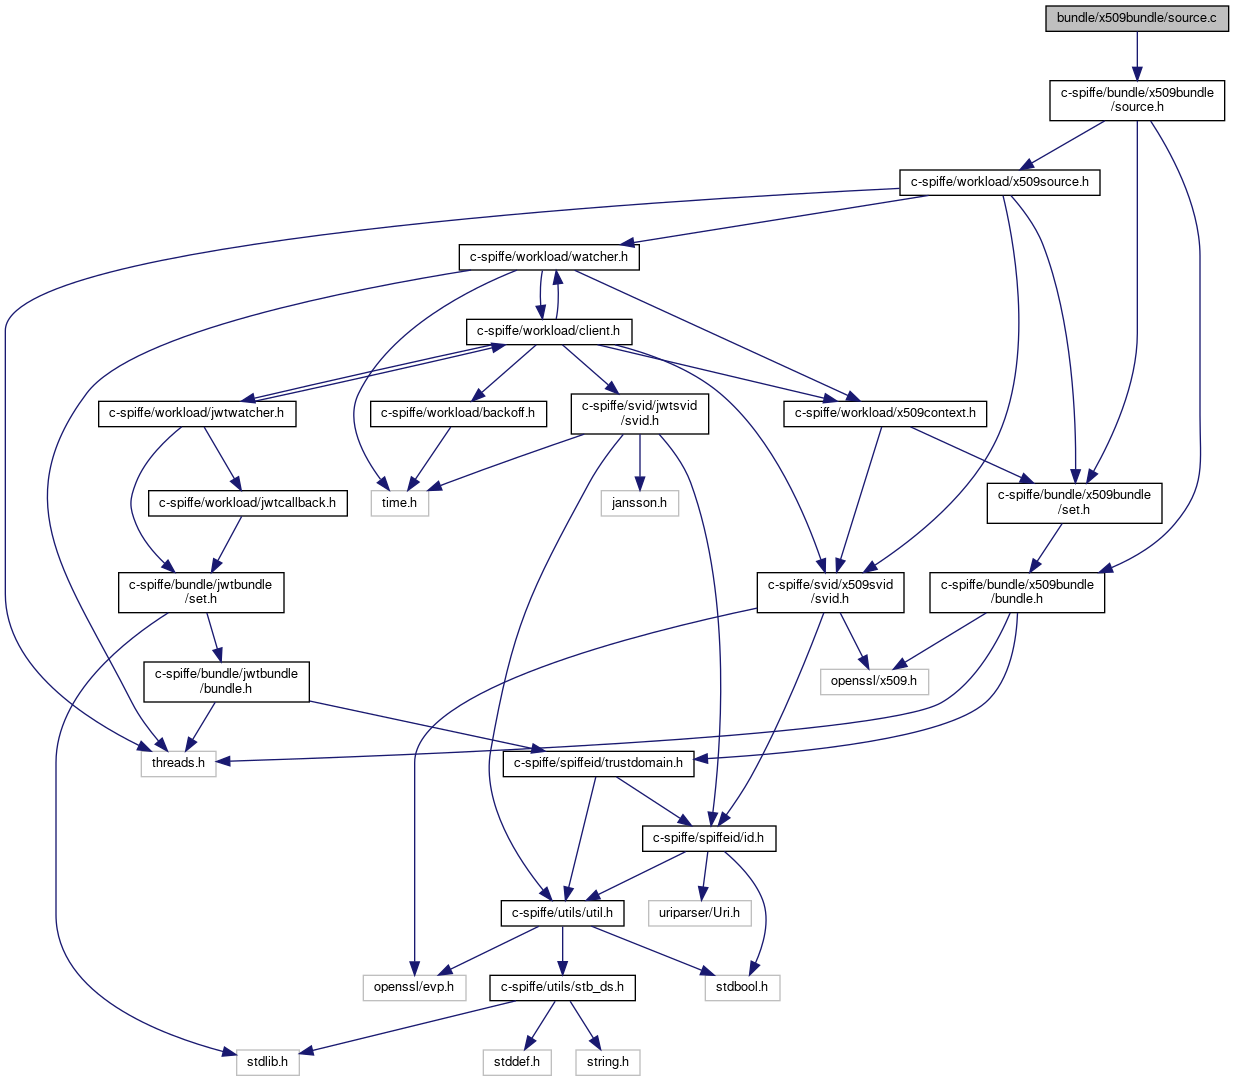 bundle/x509bundle/source.c
c-spiffe/bundle/x509bundle
/source.h
c-spiffe/workload/x509source.h
c-spiffe/workload/watcher.h
c-spiffe/workload/client.h
c-spiffe/workload/jwtwatcher.h
c-spiffe/workload/backoff.h
c-spiffe/svid/jwtsvid
/svid.h
c-spiffe/workload/x509context.h
c-spiffe/workload/jwtcallback.h
time.h
jansson.h
c-spiffe/bundle/x509bundle
/set.h
c-spiffe/bundle/jwtbundle
/set.h
c-spiffe/svid/x509svid
/svid.h
c-spiffe/bundle/x509bundle
/bundle.h
c-spiffe/bundle/jwtbundle
/bundle.h
openssl/x509.h
threads.h
c-spiffe/spiffeid/trustdomain.h
c-spiffe/spiffeid/id.h
c-spiffe/utils/util.h
uriparser/Uri.h
openssl/evp.h
c-spiffe/utils/stb_ds.h
stdbool.h
stdlib.h
stddef.h
string.h